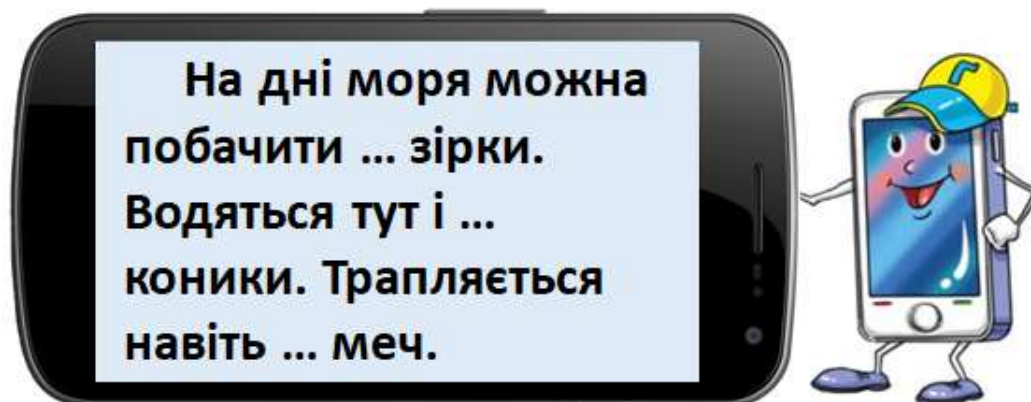 На дні моря можна
побачити ... зірки.
Водяться тут і ...
коники. Трапляється
навіть ... меч.